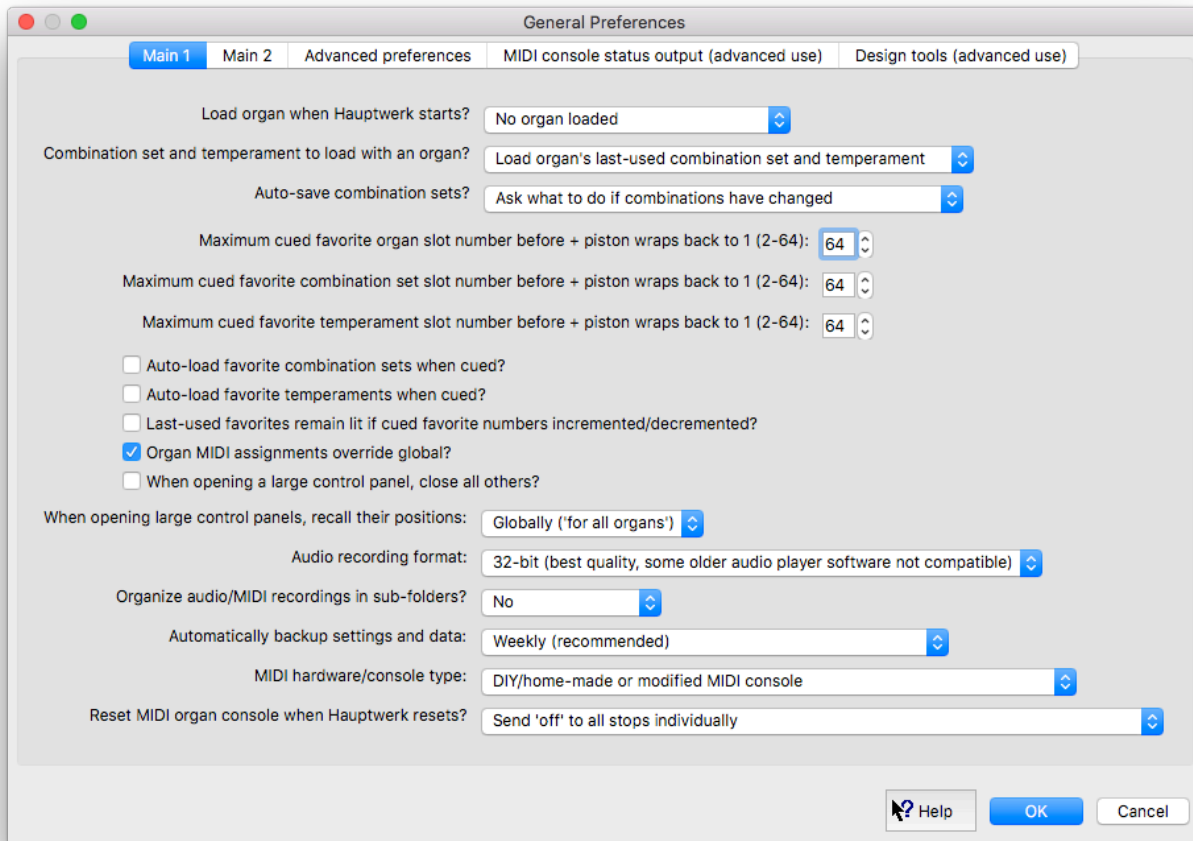 General Preferences
Main 1 Main 2 Advanced preferences MIDI console status output (advanced use) Design tools (advanced use)
Load organ when Hauptwerk starts? No organ loaded
Combination set and temperament to load with an organ? Load organ's last-used combination set and temperament
Auto-save combination sets? Ask what to do if combinations have changed
Maximum cued favorite organ slot number before + piston wraps back to 1 (2-64): 64
Maximum cued favorite combination set slot number before + piston wraps back to 1 (2-64): 64
Maximum cued favorite temperament slot number before + piston wraps back to 1 (2-64): 64
Auto-load favorite combination sets when cued?
Auto-load favorite temperaments when cued?
Last-used favorites remain lit if cued favorite numbers incremented/decremented?
Organ MIDI assignments override global?
When opening a large control panel, close all others?
When opening large control panels, recall their positions: Globally ('for all organs')
Audio recording format: 32-bit (best quality, some older audio player software not compatible)
Organize audio/MIDI recordings in sub-folders? No
Automatically backup settings and data: Weekly (recommended)
MIDI hardware/console type: DIY/home-made or modified MIDI console
Reset MIDI organ console when Hauptwerk resets? Send 'off' to all stops individually
? Help OK Cancel